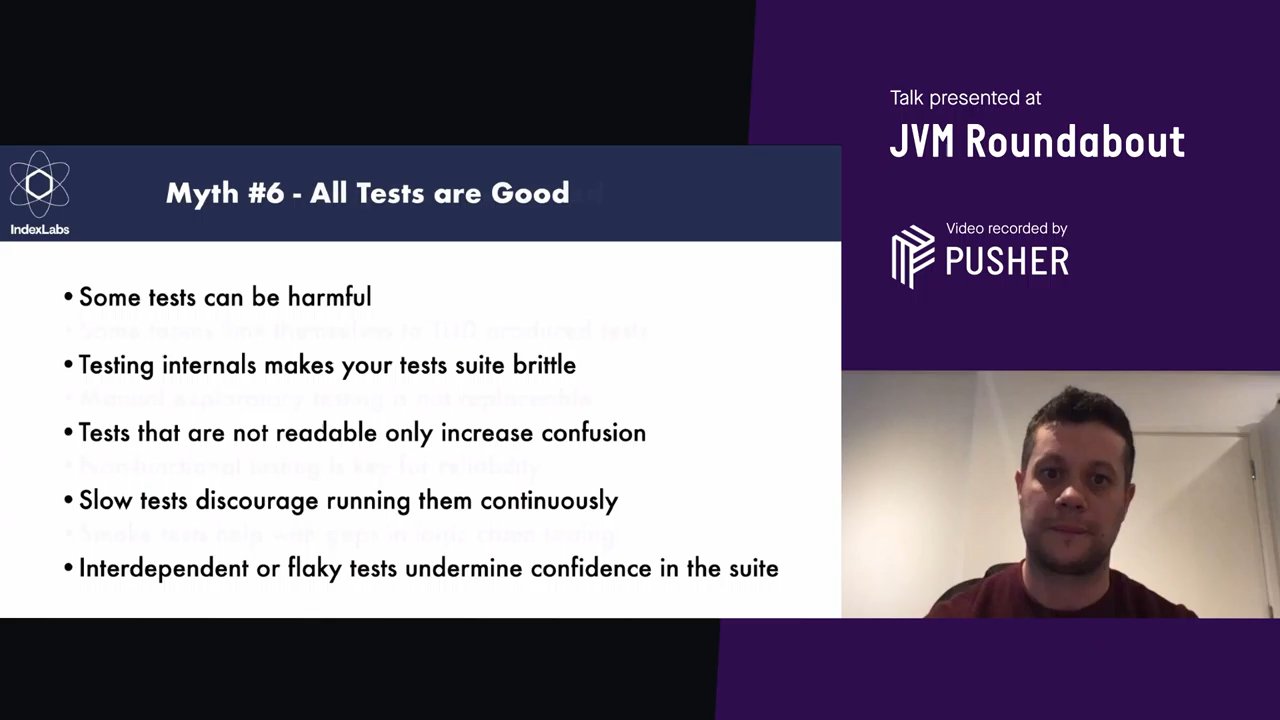 Talk presented at
JVM Roundabout
Video recorded by
PUSHER
IndexLabs
Myth #6 - All Tests are Good
•Some tests can be harmful
•Testing internals makes your tests suite brittle
•Tests that are not readable only increase confusion
•Slow tests discourage running them continuously
•Interdependent or flaky tests undermine confidence in the suite